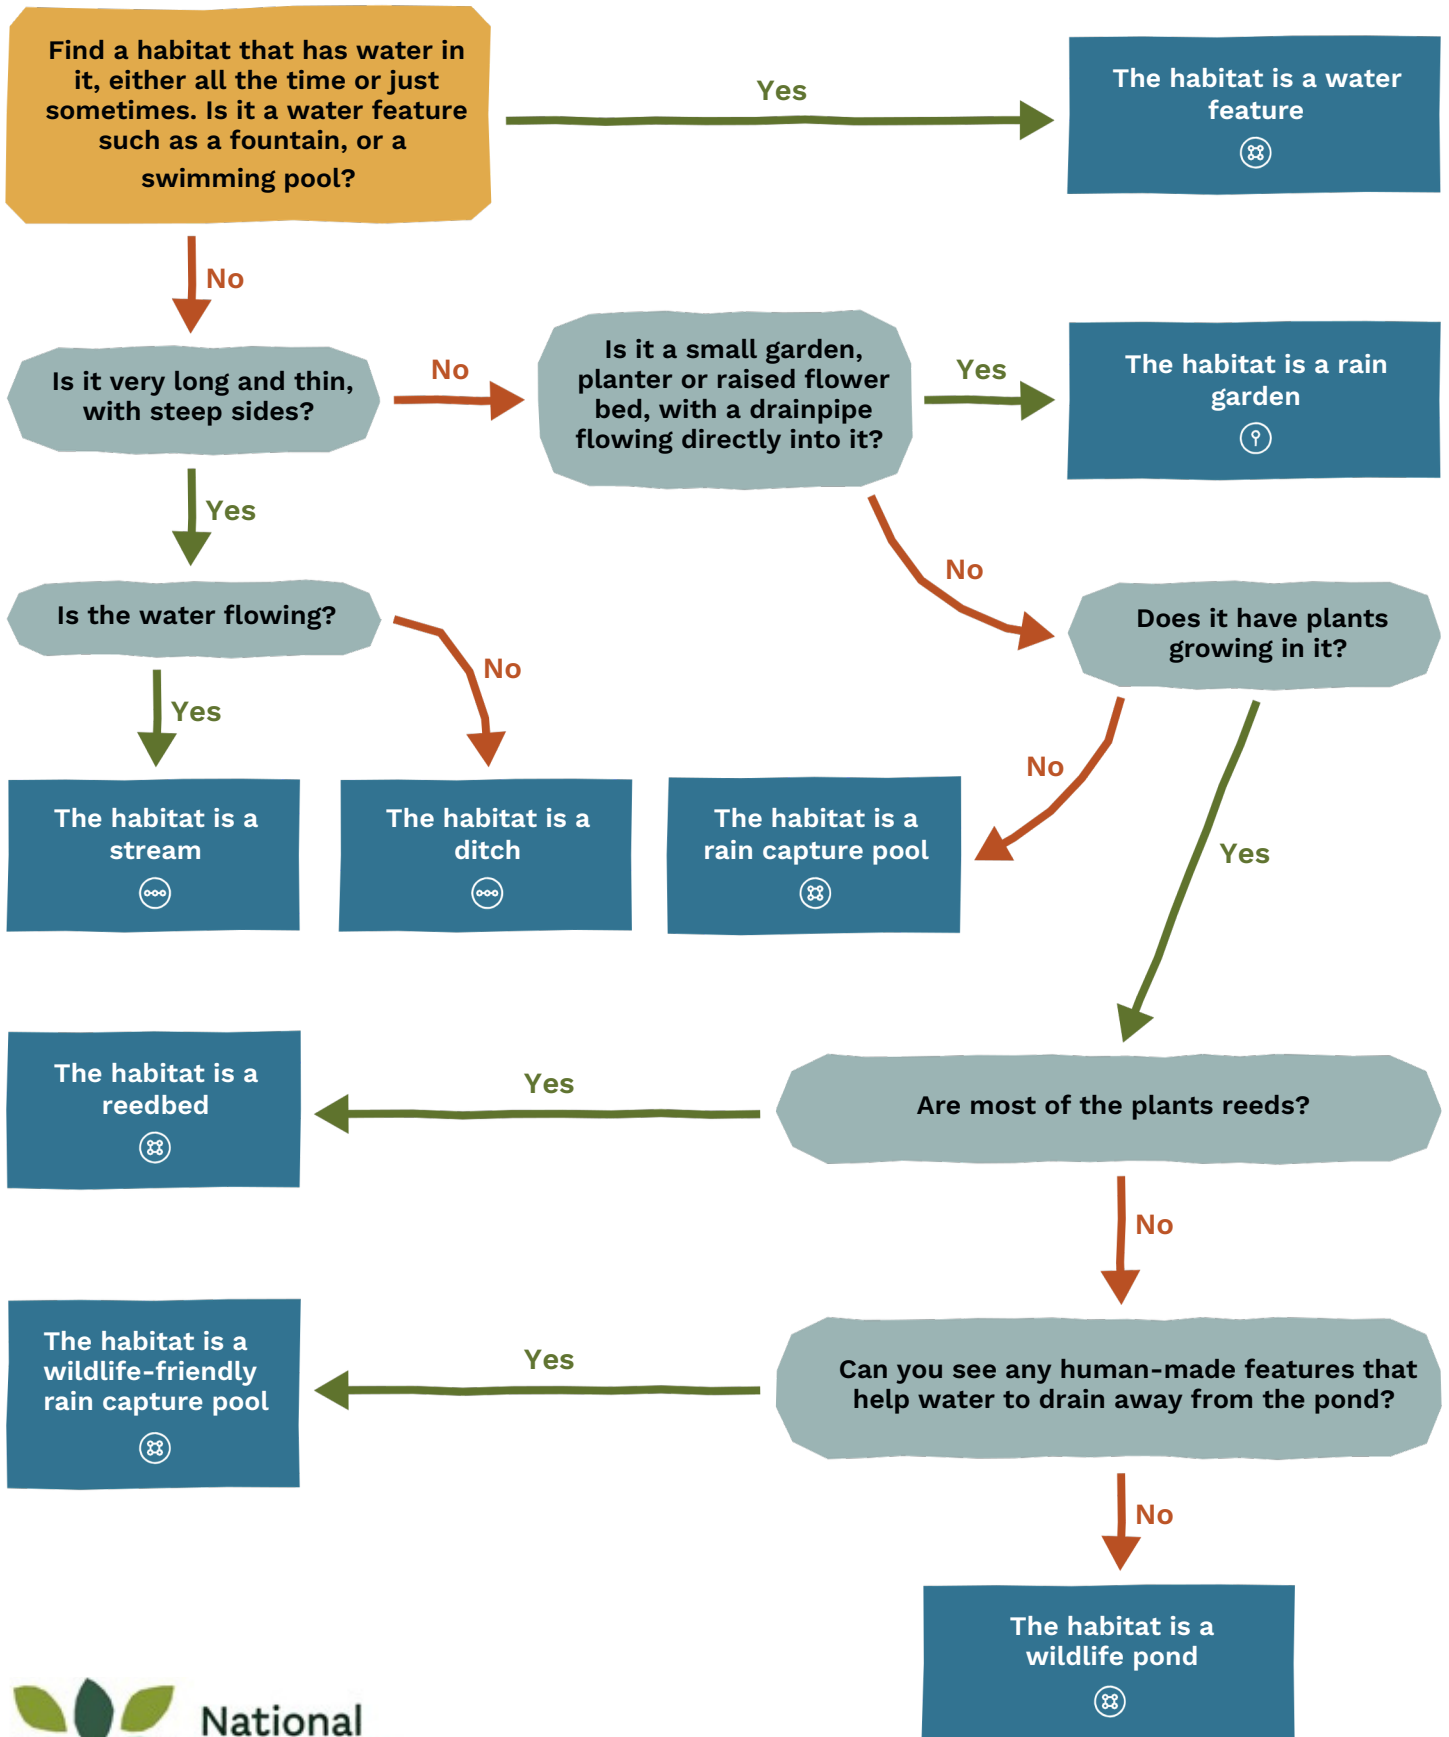 Find a habitat that has water in
it, either all the time or just
sometimes. Is it a water feature
such as a fountain, or a
swimming pool?
Yes
The habitat is a water
feature
No
Is it very long and thin,
with steep sides?
No
Is it a small garden,
planter or raised flower
bed, with a drainpipe
flowing directly into it?
Yes
The habitat is a rain
garden
Yes
No
Is the water flowing?
Does it have plants
growing in it?
Yes
No
No
Yes
The habitat is a
stream
The habitat is a
ditch
The habitat is a
rain capture pool
Are most of the plants reeds?
Yes
The habitat is a
reedbed
No
Can you see any human-made features that
help water to drain away from the pond?
Yes
The habitat is a
wildlife-friendly
rain capture pool
No
The habitat is a
wildlife pond
National